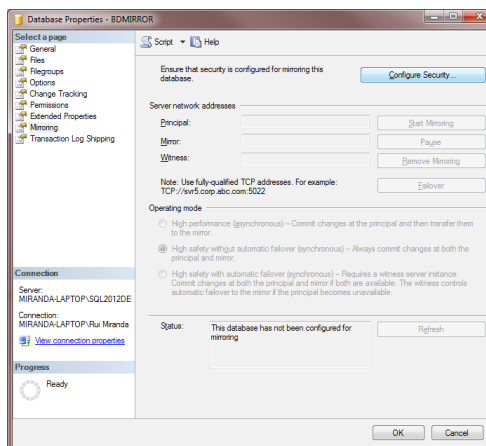 Database Properties - BDMIRROR
Select a page
General
Files
Filegroups
Options
Change Tracking
Permissions
Extended Properties
Mirroring
Transaction Log Shipping
Script
Help
Ensure that security is configured for mirroring this
database.
Configure Security...
Server network addresses
Principal:
Start Mirroring
Mirror:
Pause
Witness:
Remove Mirroring
Note: Use fully-qualified TCP addresses. For example:
TCP://svr5.corp.abc.com:5022
Failover
Operating mode
High performance (asynchronous) – Commit changes at the principal and then transfer them
to the mirror.
High safety without automatic failover (synchronous) – Always commit changes at both the
principal and mirror.
High safety with automatic failover (synchronous) – Requires a witness server instance.
Commit changes at both the principal and mirror if both are available. The witness controls
automatic failover to the mirror if the principal becomes unavailable.
Status:
This database has not been configured for
mirroring
Refresh
Connection
Server:
MIRANDA-LAPTOP\SQL2012DE
Connection:
MIRANDA-LAPTOP\Rui Miranda
View connection properties
Progress
Ready
OK
Cancel